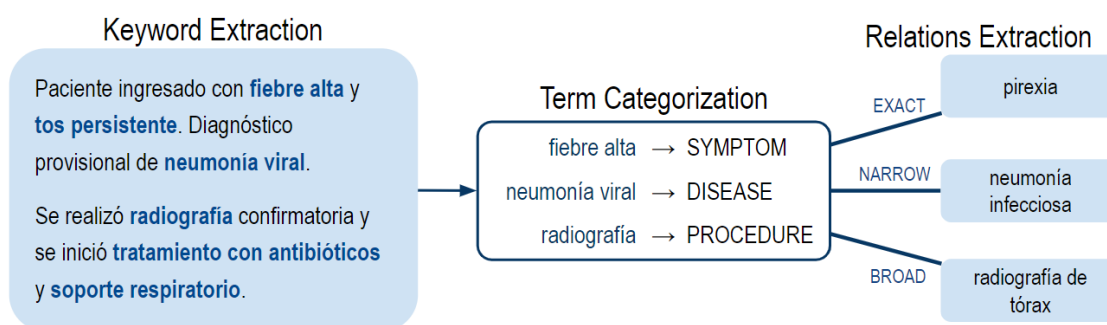 Keyword Extraction
Paciente ingresado con fiebre alta y
tos persistente. Diagnóstico
provisional de neumonía viral.
Se realizó radiografía confirmatoria y
se inició tratamiento con antibióticos
y soporte respiratorio.
Term Categorization
fiebre alta → SYMPTOM
neumonía viral → DISEASE
radiografía → PROCEDURE
Relations Extraction
EXACT
pirexia
NARROW
neumonía
infecciosa
BROAD
radiografía de
tórax